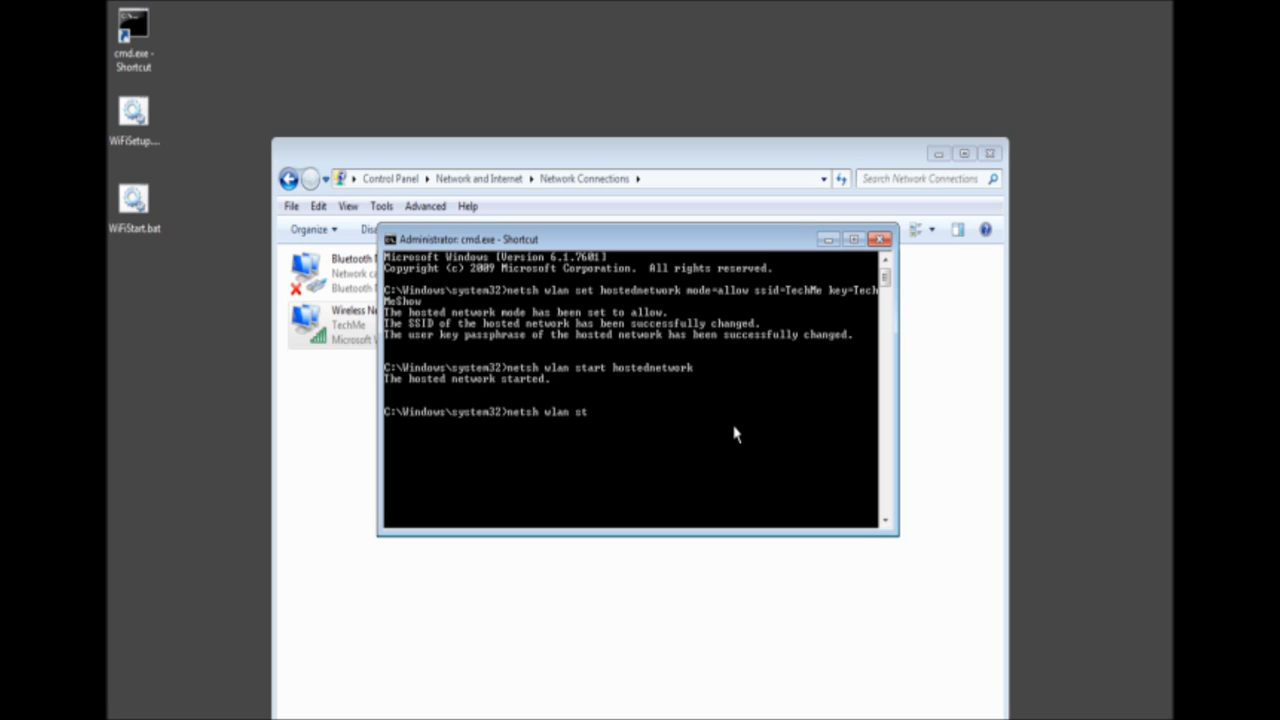 cmd.exe -
Shortcut
WiFiSetup....
WiFiStart.bat
Control Panel
Network and Internet
Network Connections
Search Network Connections
File Edit View Tools Advanced Help
Organize
Disa
Bluetooth N
Network ca
Bluetooth
Wireless Ne
TechMe
Microsoft V
Administrator: cmd.exe - Shortcut
Microsoft Windows [Version 6.1.7601]
Copyright (c) 2009 Microsoft Corporation.  All rights reserved.
C:\Windows\system32>netsh wlan set hostednetwork mode=allow ssid=TechMe key=Tech
MeShow
The hosted network mode has been set to allow.
The SSID of the hosted network has been successfully changed.
The user key passphrase of the hosted network has been successfully changed.
C:\Windows\system32>netsh wlan start hostednetwork
The hosted network started.
C:\Windows\system32>netsh wlan st